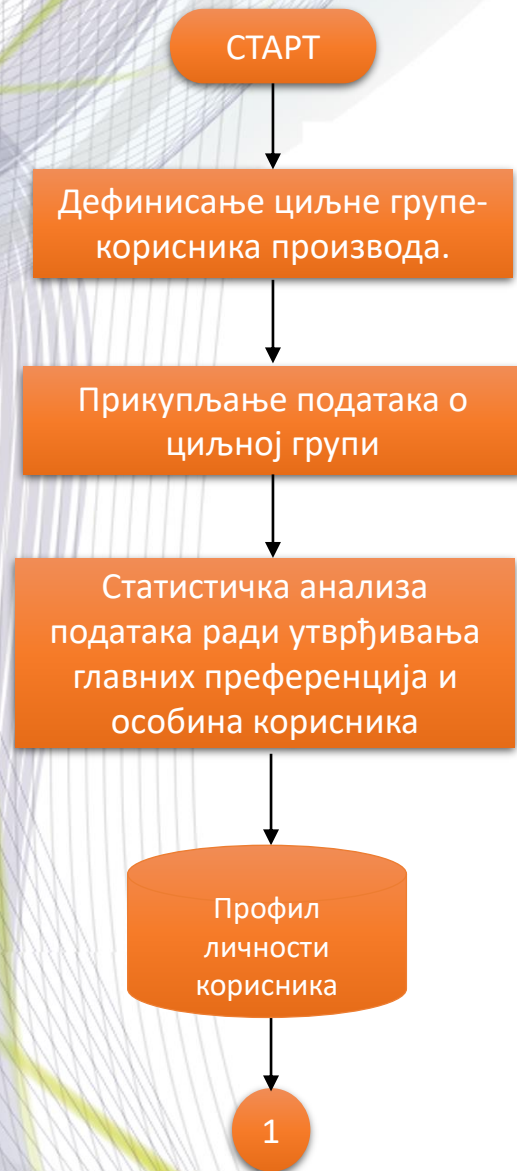 СТАРТ
Дефинисање циљне групе-
корисника производа.
Прикупљање података о
циљној групи
Статистичка анализа
података ради утврђивања
главних преференција и
особина корисника
Профил
личности
корисника
1